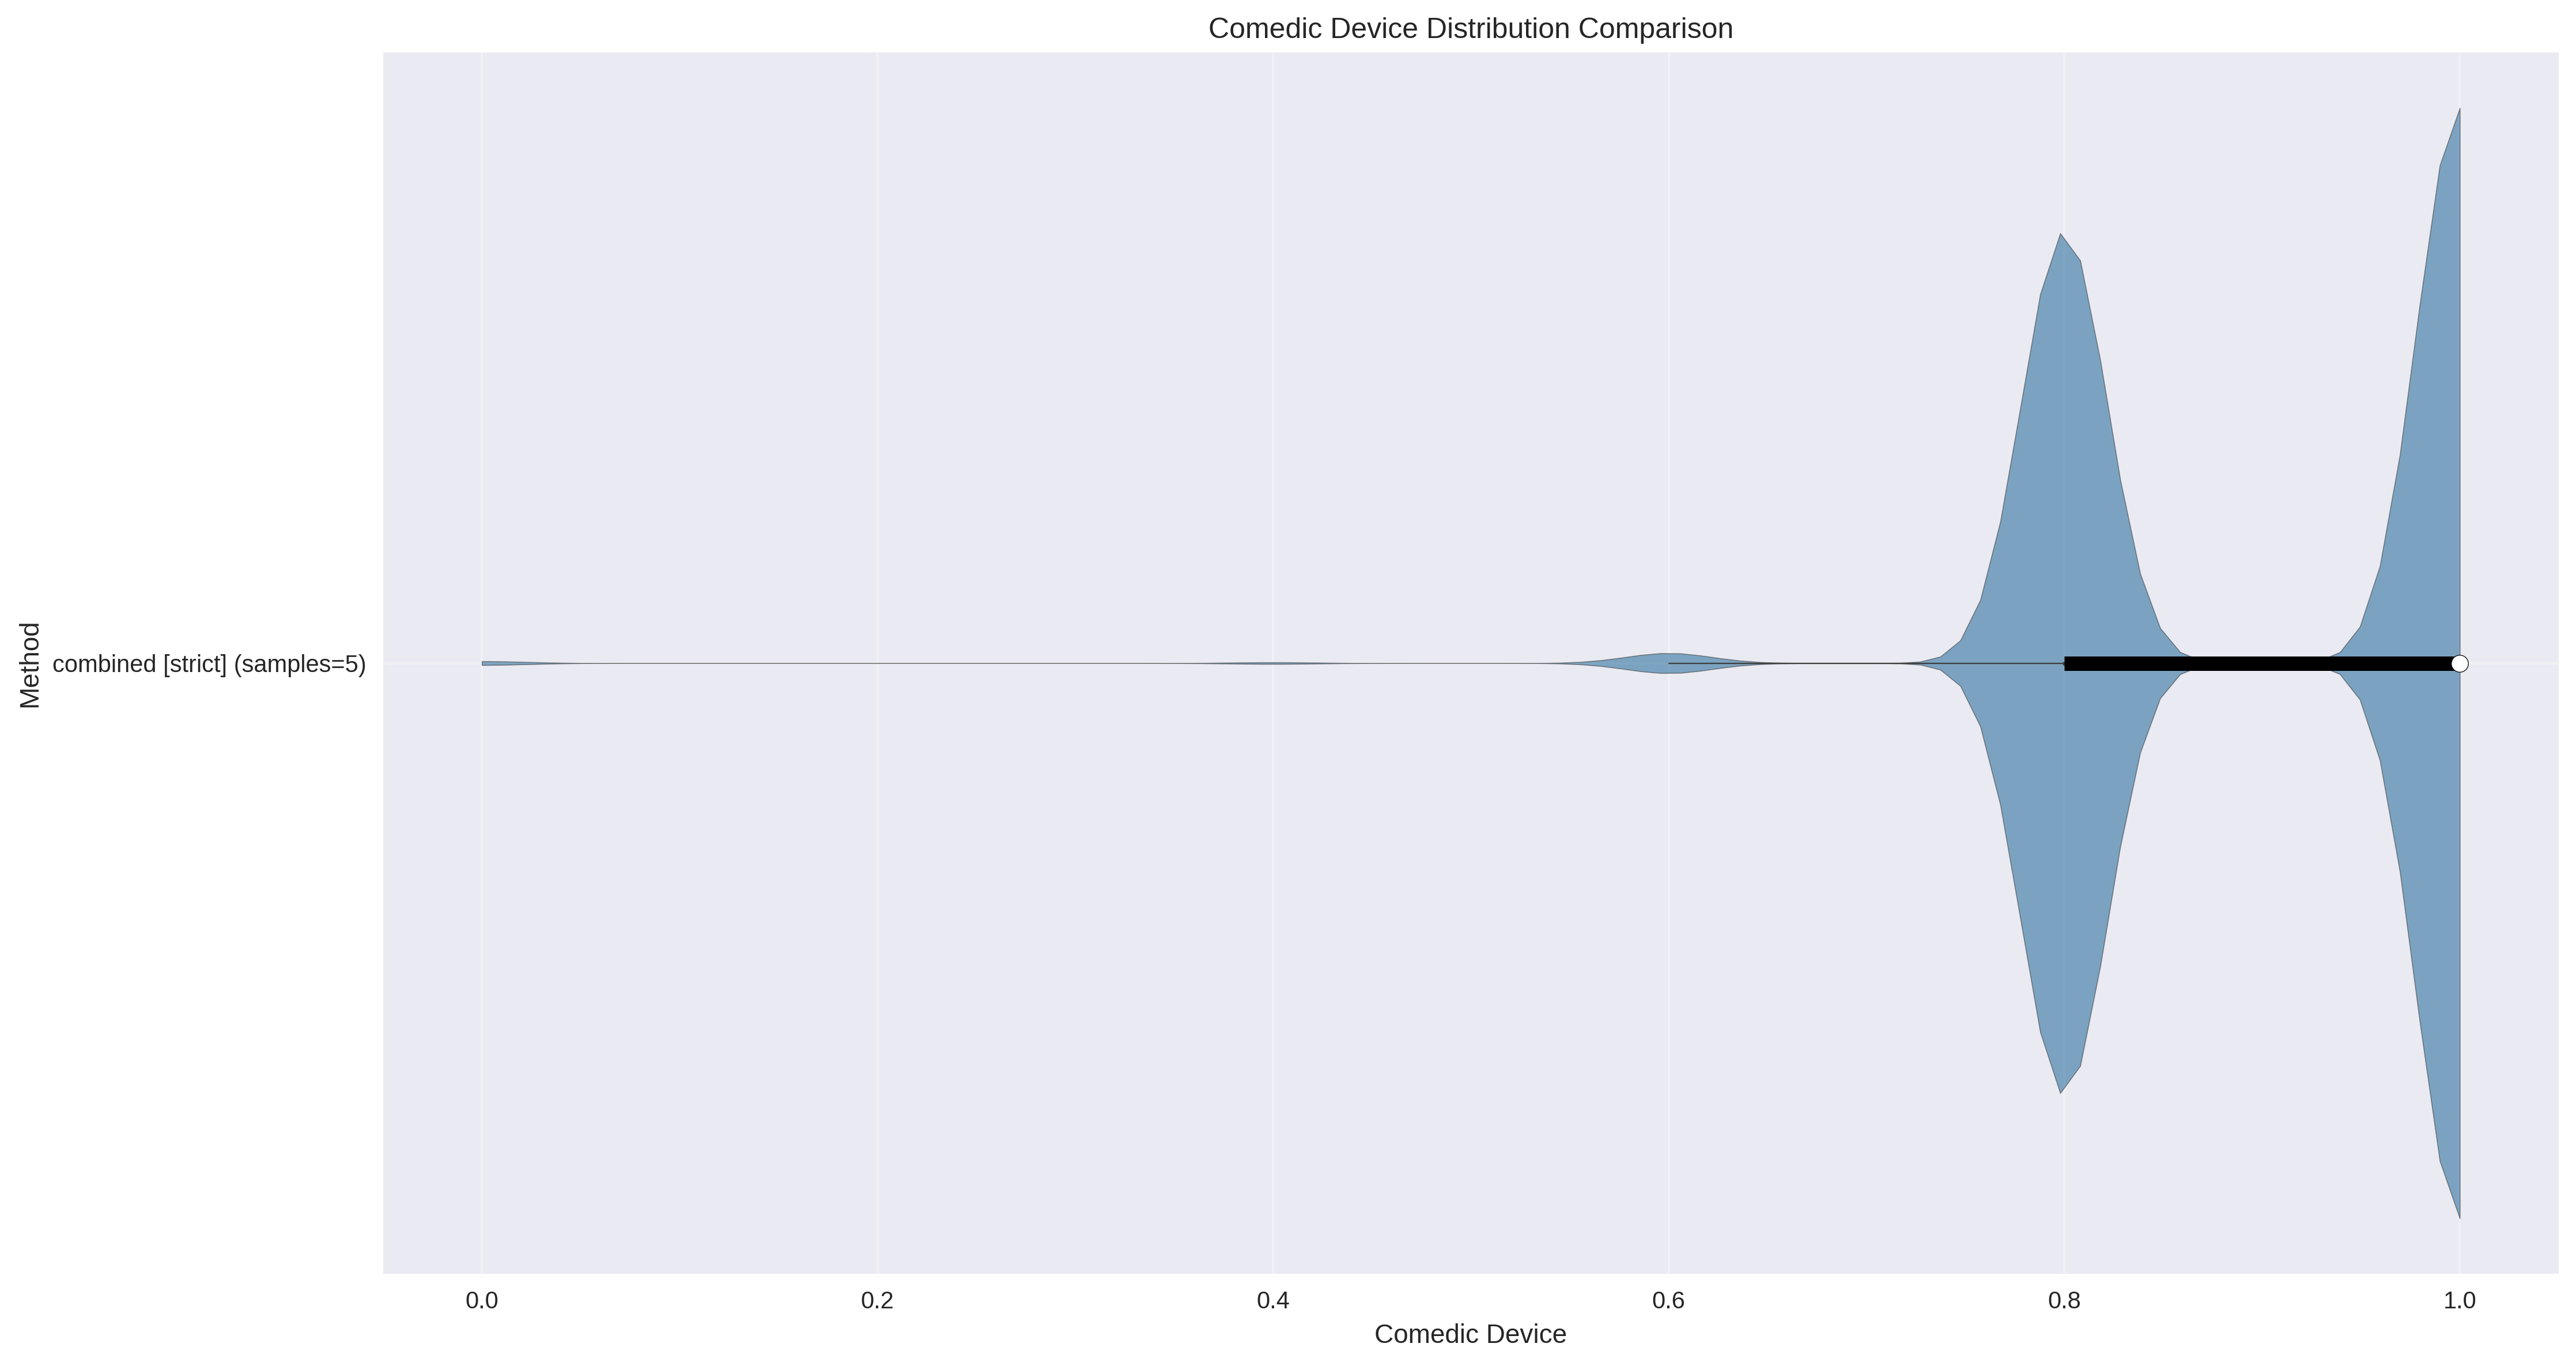 Comedic Device Distribution Comparison
Method
combined [strict] (samples=5)
0.0 0.2 0.4 0.6 0.8 1.0
Comedic Device